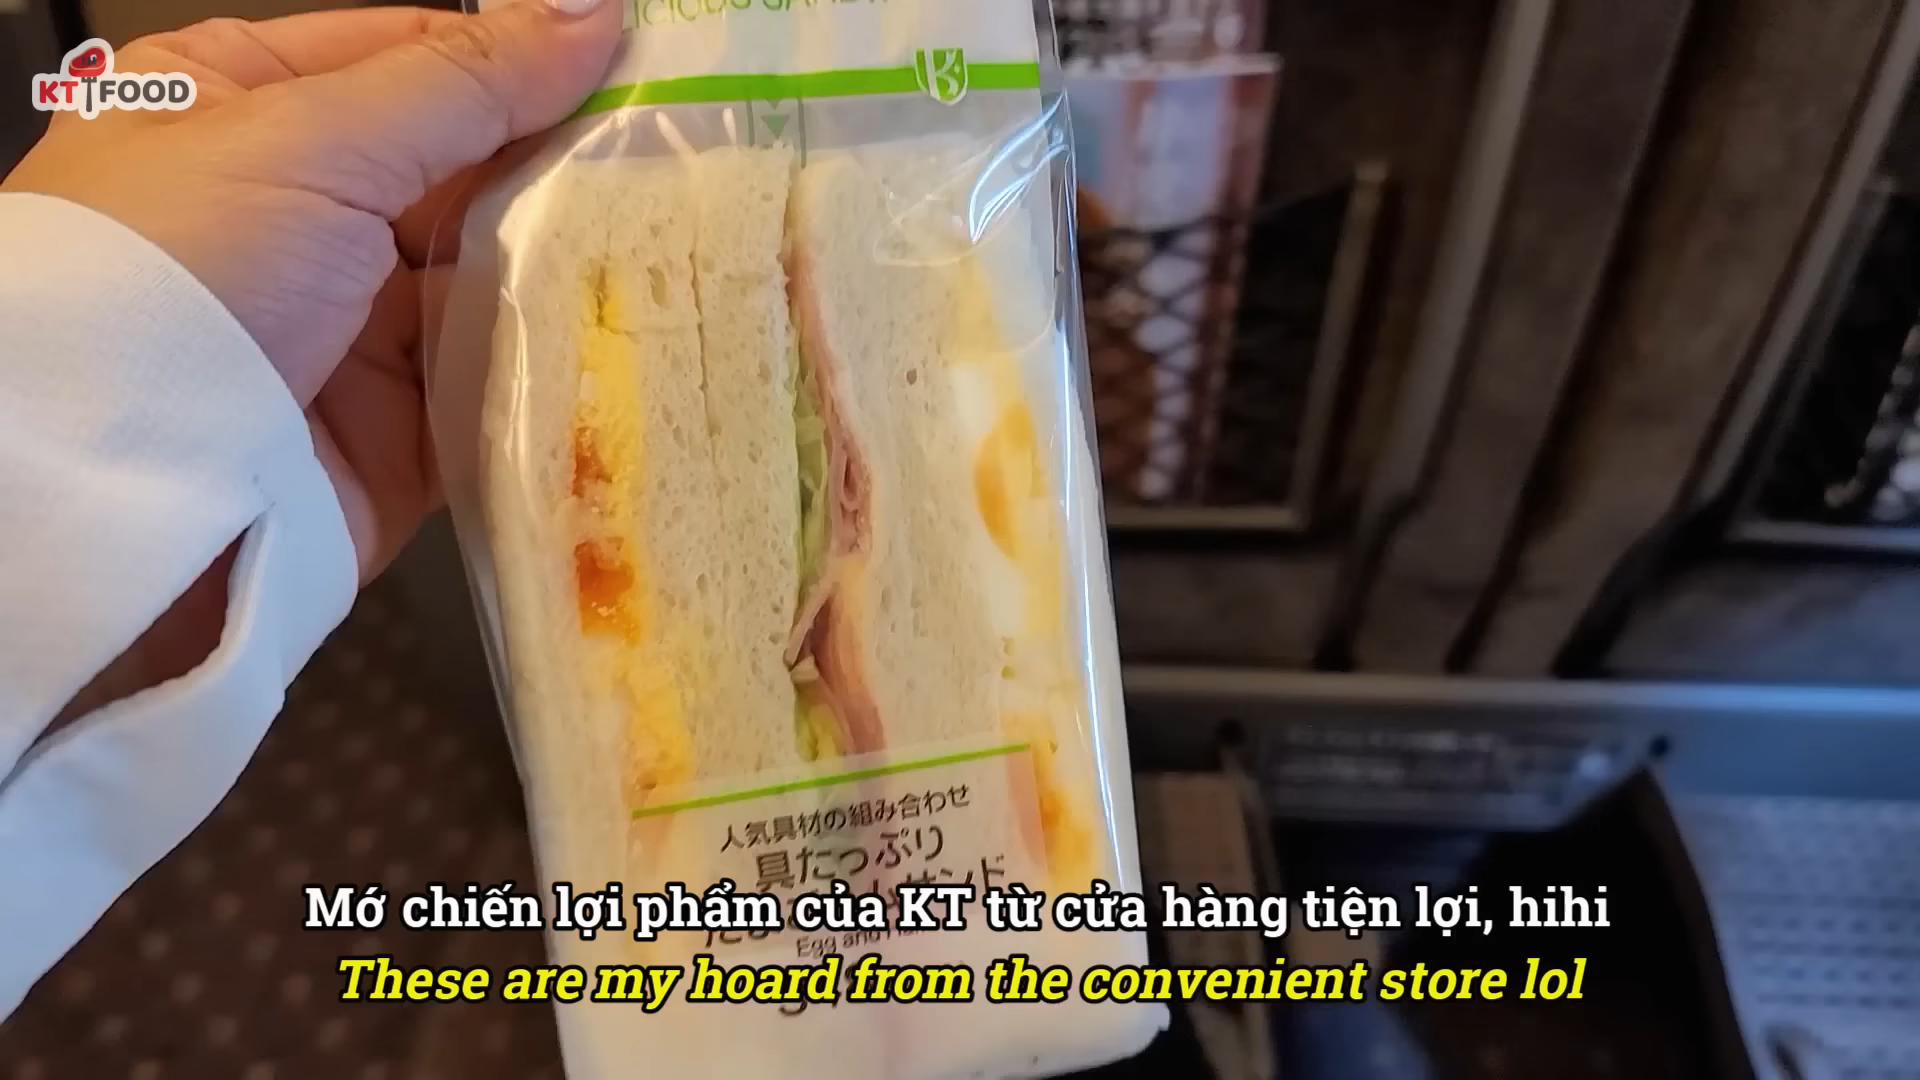 KT FOOD
人気具材の組み合わせ
具たっぷり
Egg and
Mớ chiến lợi phẩm của KT từ cửa hàng tiện lợi, hihi
These are my hoard from the convenient store lol